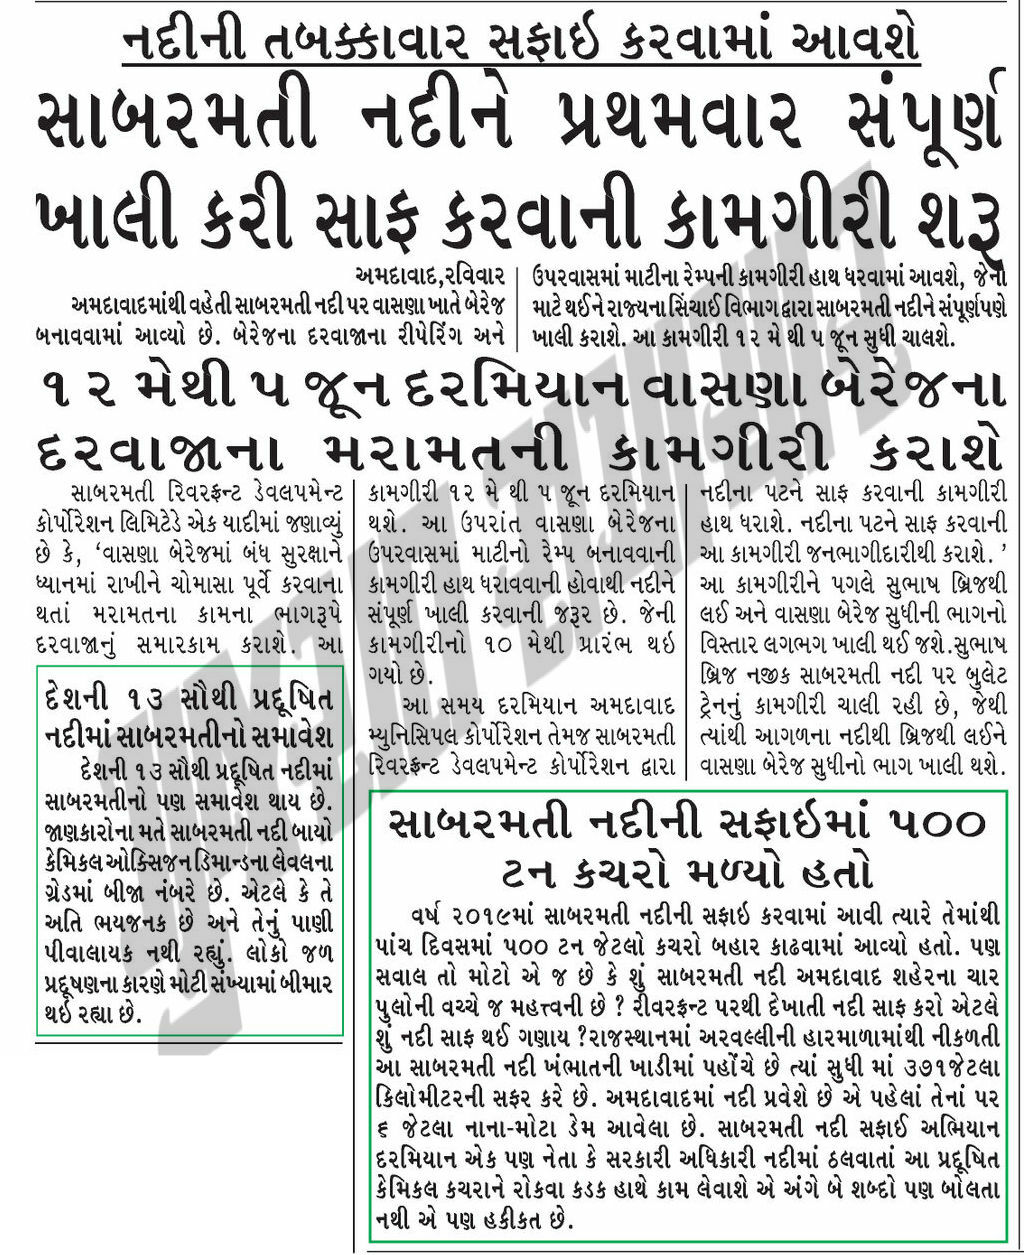 નદીની તબક્કાવાર સફાઇ કરવામાં આવશે
સાબરમતી નદીને પ્રથમવાર સંપૂર્ણ
ખાલી કરી સાફ કરવાની કામગીરી શરૂ
અમદાવાદ,રવિવાર
અમદાવાદમાંથી વહેતી સાબરમતી નદી પર વાસણા ખાતે બેરેજ
બનાવવામાં આવ્યો છે. બેરેજના દરવાજાના રીપેરિંગ અને
ઉપરવાસમાં માટીના રેમ્પની કામગીરી હાથ ધરવામાં આવશે, જેની
માટે થઈને રાજ્યના સિંચાઈ વિભાગ દ્વારા સાબરમતી નદીને સંપૂર્ણપણે
ખાલી કરાશે. આ કામગીરી ૧૨ મે થી ૫ જૂન સુધી ચાલશે.
૧૨ મેથી ૫ જૂન દરમિયાન વાસણા બેરેજના
દરવાજાના મરામતની કામગીરી કરાશે
સાબરમતી રિવરફ્રન્ટ ડેવલપમેન્ટ
કોર્પોરેશન લિમિટેડે એક યાદીમાં જણાવ્યું
છે કે, ‘વાસણા બેરેજમાં બંધ સુરક્ષાને
ધ્યાનમાં રાખીને ચોમાસા પૂર્વે કરવાના
થતાં મરામતના કામના ભાગરૂપે
દરવાજાનું સમારકામ કરાશે. આ
કામગીરી ૧૨ મે થી ૫ જૂન દરમિયાન
થશે. આ ઉપરાંત વાસણા બેરેજના
ઉપરવાસમાં માટીનો રેમ્પ બનાવવાની
કામગીરી હાથ ધરાવવાની હોવાથી નદીને
સંપૂર્ણ ખાલી કરવાની જરૂર છે. જેની
કામગીરીનો ૧૦ મેથી પ્રારંભ થઇ
ગયો છે.
આ સમય દરમિયાન અમદાવાદ
મ્યુનિસિપલ કોર્પોરેશન તેમજ સાબરમતી
રિવરફ્રન્ટ ડેવલપમેન્ટ કોર્પોરેશન દ્વારા
નદીના પટને સાફ કરવાની કામગીરી
હાથ ધરાશે. નદીના પટને સાફ કરવાની
આ કામગીરી જનભાગીદારીથી કરાશે. ’
આ કામગીરીને પગલે સુભાષ બ્રિજથી
લઈ અને વાસણા બેરેજ સુધીની ભાગનો
વિસ્તાર લગભગ ખાલી થઈ જશે.સુભાષ
બ્રિજ નજીક સાબરમતી નદી પર બુલેટ
ટ્રેનનું કામગીરી ચાલી રહી છે, જેથી
ત્યાંથી આગળના નદીથી બ્રિજથી લઈને
વાસણા બેરેજ સુધીનો ભાગ ખાલી થશે.
દેશની ૧૩ સૌથી પ્રદૂષિત
નદીમાં સાબરમતીનો સમાવેશ
દેશની ૧૩ સૌથી પ્રદૂષિત નદીમાં
સાબરમતીનો પણ સમાવેશ થાય છે.
જાણકારોના મતે સાબરમતી નદી બાયો
કેમિકલ ઓક્સિજન ડિમાન્ડના લેવલના
ગ્રેડમાં બીજા નંબરે છે. એટલે કે તે
અતિ ભયજનક છે અને તેનું પાણી
પીવાલાયક નથી રહ્યું. લોકો જળ
પ્રદૂષણના કારણે મોટી સંખ્યામાં બીમાર
થઇ રહ્યા છે.
સાબરમતી નદીની સફાઇમાં ૫૦૦
ટન કચરો મળ્યો હતો
વર્ષ ૨૦૧૯માં સાબરમતી નદીની સફાઇ કરવામાં આવી ત્યારે તેમાંથી
પાંચ દિવસમાં ૫૦૦ ટન જેટલો કચરો બહાર કાઢવામાં આવ્યો હતો. પણ
સવાલ તો મોટો એ જ છે કે શું સાબરમતી નદી અમદાવાદ શહેરના ચાર
પુલોની વચ્ચે જ મહત્ત્વની છે ? રીવરફ્રન્ટ પરથી દેખાતી નદી સાફ કરો એટલે
શું નદી સાફ થઈ ગણાય ?રાજસ્થાનમાં અરવલ્લીની હારમાળામાંથી નીકળતી
આ સાબરમતી નદી ખંભાતની ખાડીમાં પહોંચે છે ત્યાં સુધી માં ૩૭૧જેટલા
કિલોમીટરની સફર કરે છે. અમદાવાદમાં નદી પ્રવેશે છે એ પહેલાં તેનાં પર
૬ જેટલા નાના-મોટા ડેમ આવેલા છે. સાબરમતી નદી સફાઈ અભિયાન
દરમિયાન એક પણ નેતા કે સરકારી અધિકારી નદીમાં ઠલવાતાં આ પ્રદૂષિત
કેમિકલ કચરાને રોકવા કડક હાથે કામ લેવાશે એ અંગે બે શબ્દો પણ બોલતા
નથી એ પણ હકીકત છે.